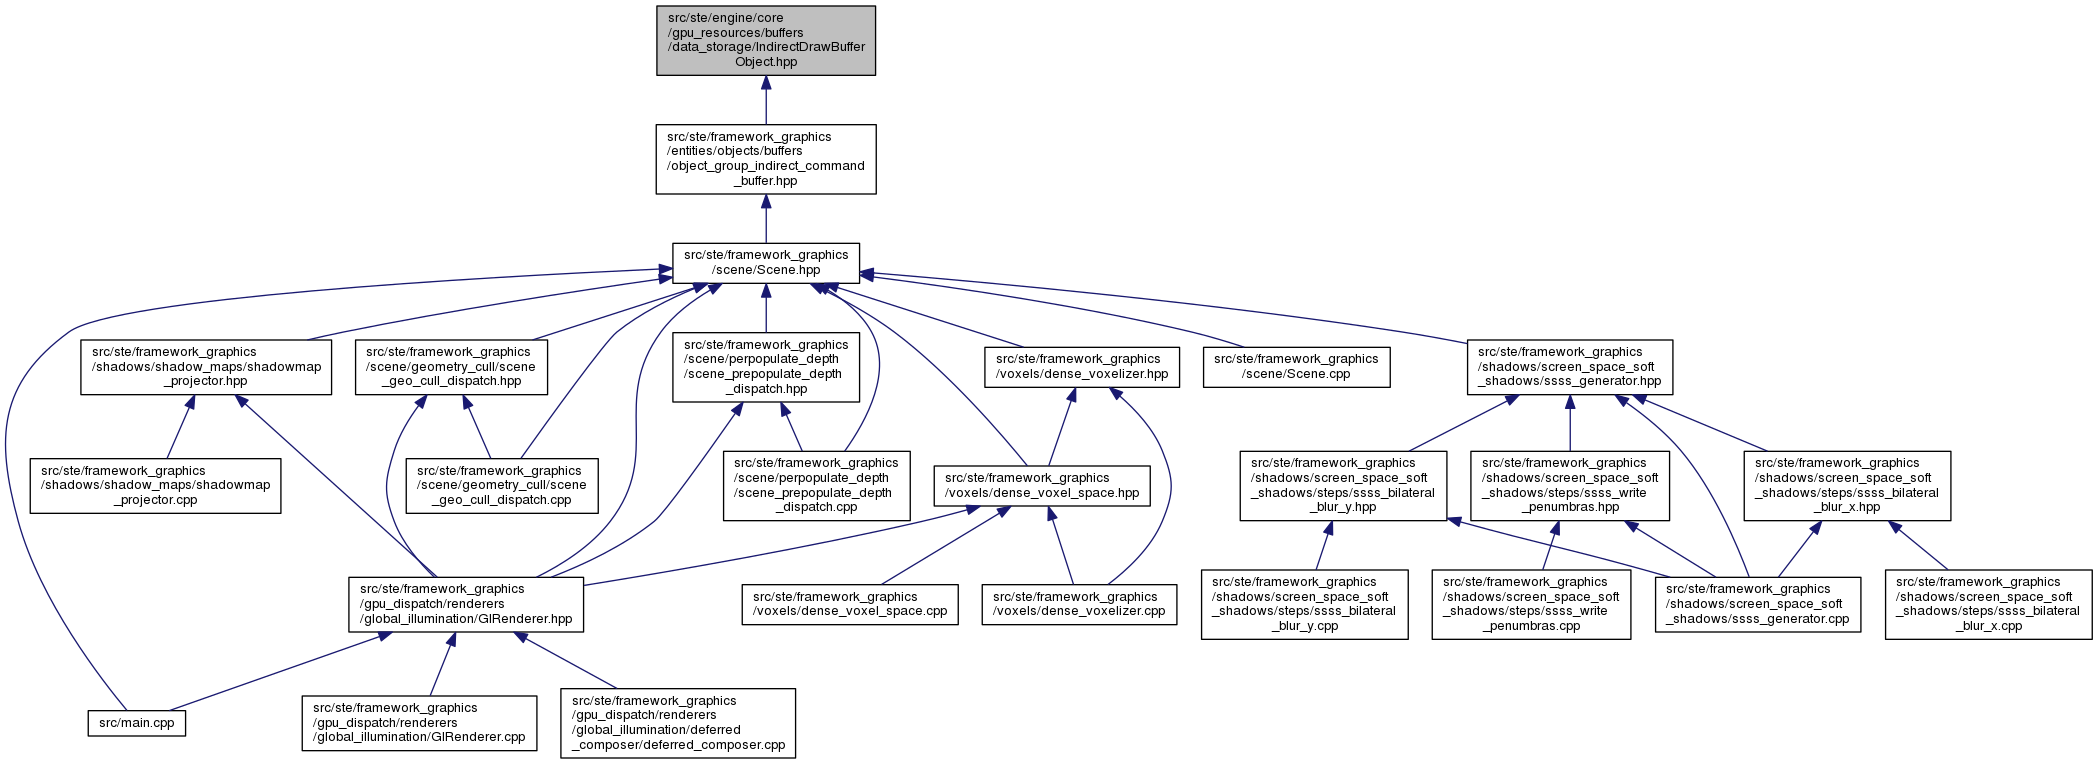 src/ste/engine/core
/gpu_resources/buffers
/data_storage/IndirectDrawBuffer
Object.hpp
src/ste/framework_graphics
/entities/objects/buffers
/object_group_indirect_command
_buffer.hpp
src/ste/framework_graphics
/scene/Scene.hpp
src/ste/framework_graphics
/shadows/shadow_maps/shadowmap
_projector.hpp
src/ste/framework_graphics
/scene/geometry_cull/scene
_geo_cull_dispatch.hpp
src/ste/framework_graphics
/scene/perpopulate_depth
/scene_prepopulate_depth
_dispatch.hpp
src/ste/framework_graphics
/voxels/dense_voxelizer.hpp
src/ste/framework_graphics
/scene/Scene.cpp
src/ste/framework_graphics
/shadows/screen_space_soft
_shadows/ssss_generator.hpp
src/ste/framework_graphics
/shadows/shadow_maps/shadowmap
_projector.cpp
src/ste/framework_graphics
/scene/geometry_cull/scene
_geo_cull_dispatch.cpp
src/ste/framework_graphics
/scene/perpopulate_depth
/scene_prepopulate_depth
_dispatch.cpp
src/ste/framework_graphics
/voxels/dense_voxel_space.hpp
src/ste/framework_graphics
/shadows/screen_space_soft
_shadows/steps/ssss_bilateral
_blur_y.hpp
src/ste/framework_graphics
/shadows/screen_space_soft
_shadows/steps/ssss_write
_penumbras.hpp
src/ste/framework_graphics
/shadows/screen_space_soft
_shadows/steps/ssss_bilateral
_blur_x.hpp
src/ste/framework_graphics
/gpu_dispatch/renderers
/global_illumination/GIRenderer.hpp
src/ste/framework_graphics
/voxels/dense_voxel_space.cpp
src/ste/framework_graphics
/voxels/dense_voxelizer.cpp
src/ste/framework_graphics
/shadows/screen_space_soft
_shadows/steps/ssss_bilateral
_blur_y.cpp
src/ste/framework_graphics
/shadows/screen_space_soft
_shadows/steps/ssss_write
_penumbras.cpp
src/ste/framework_graphics
/shadows/screen_space_soft
_shadows/ssss_generator.cpp
src/ste/framework_graphics
/shadows/screen_space_soft
_shadows/steps/ssss_bilateral
_blur_x.cpp
src/main.cpp
src/ste/framework_graphics
/gpu_dispatch/renderers
/global_illumination/GIRenderer.cpp
src/ste/framework_graphics
/gpu_dispatch/renderers
/global_illumination/deferred
_composer/deferred_composer.cpp